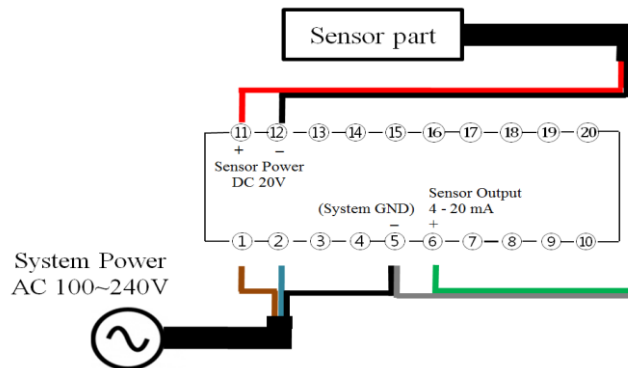 Sensor part
11 12 13 14 15 16 17 18 19 20
+ −
Sensor Power
DC 20V
Sensor Output
(System GND) 4 - 20 mA
− +
1 2 3 4 5 6 7 8 9 10
System Power
AC 100~240V